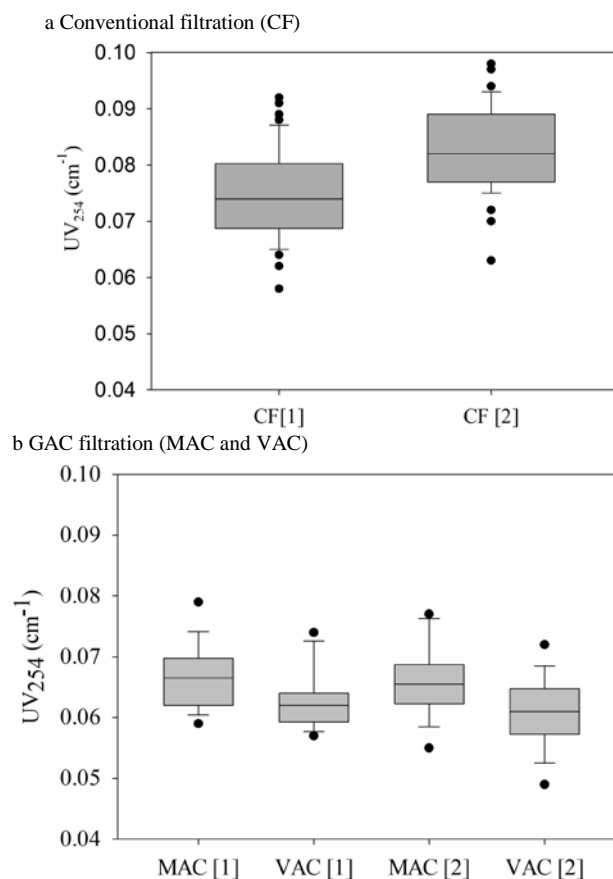 a Conventional filtration (CF)
0.10
0.09
0.08
0.07
0.06
0.05
0.04
UV254 (cm-1)
CF[1] CF [2]
b GAC filtration (MAC and VAC)
0.10
0.09
0.08
0.07
0.06
0.05
0.04
UV254 (cm-1)
MAC [1] VAC [1] MAC [2] VAC [2]